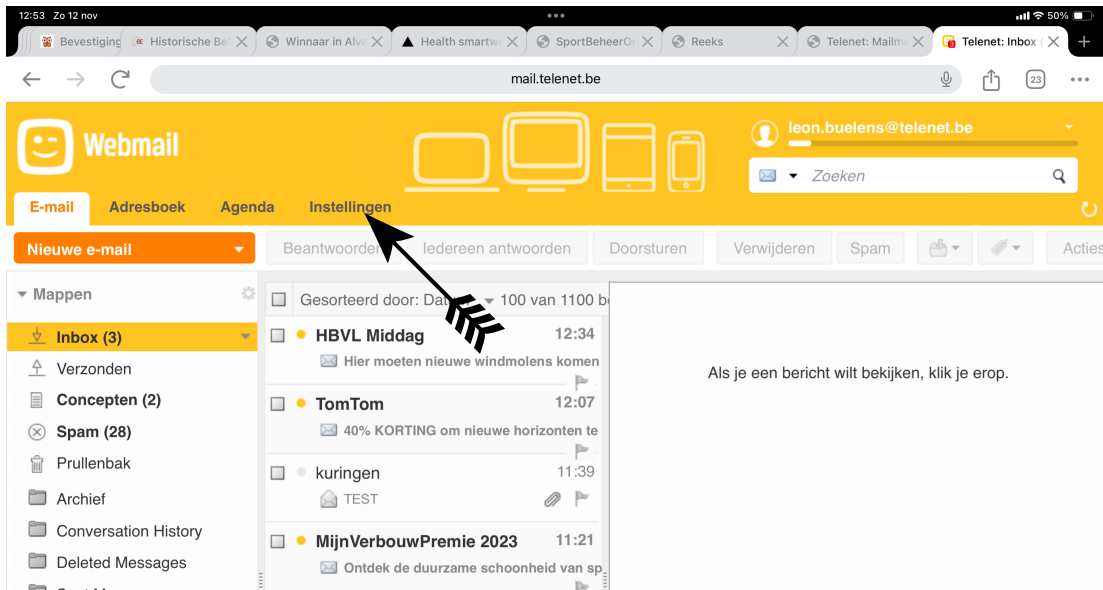 12:53 Zo 12 nov
50%
Bevestiging
Historische Be
Winnaar in Alva
Health smartw
SportBeheerOn
Reeks
Telenet: Mailm
Telenet: Inbox (
mail.telenet.be
23
Webmail
leon.buelens@telenet.be
Zoeken
E-mail Adresboek Agenda Instellingen
Nieuwe e-mail
Beantwoorden
Iedereen antwoorden
Doorsturen
Verwijderen
Spam
Acties
Mappen
Inbox (3)
Verzonden
Concepten (2)
Spam (28)
Prullenbak
Archief
Conversation History
Deleted Messages
Gesorteerd door: Datum
100 van 1100 b
HBVL Middag 12:34
Hier moeten nieuwe windmolens komen
TomTom 12:07
40% KORTING om nieuwe horizonten te
kuringen 11:39
TEST
MijnVerbouwPremie 2023 11:21
Ontdek de duurzame schoonheid van sp
Als je een bericht wilt bekijken, klik je erop.